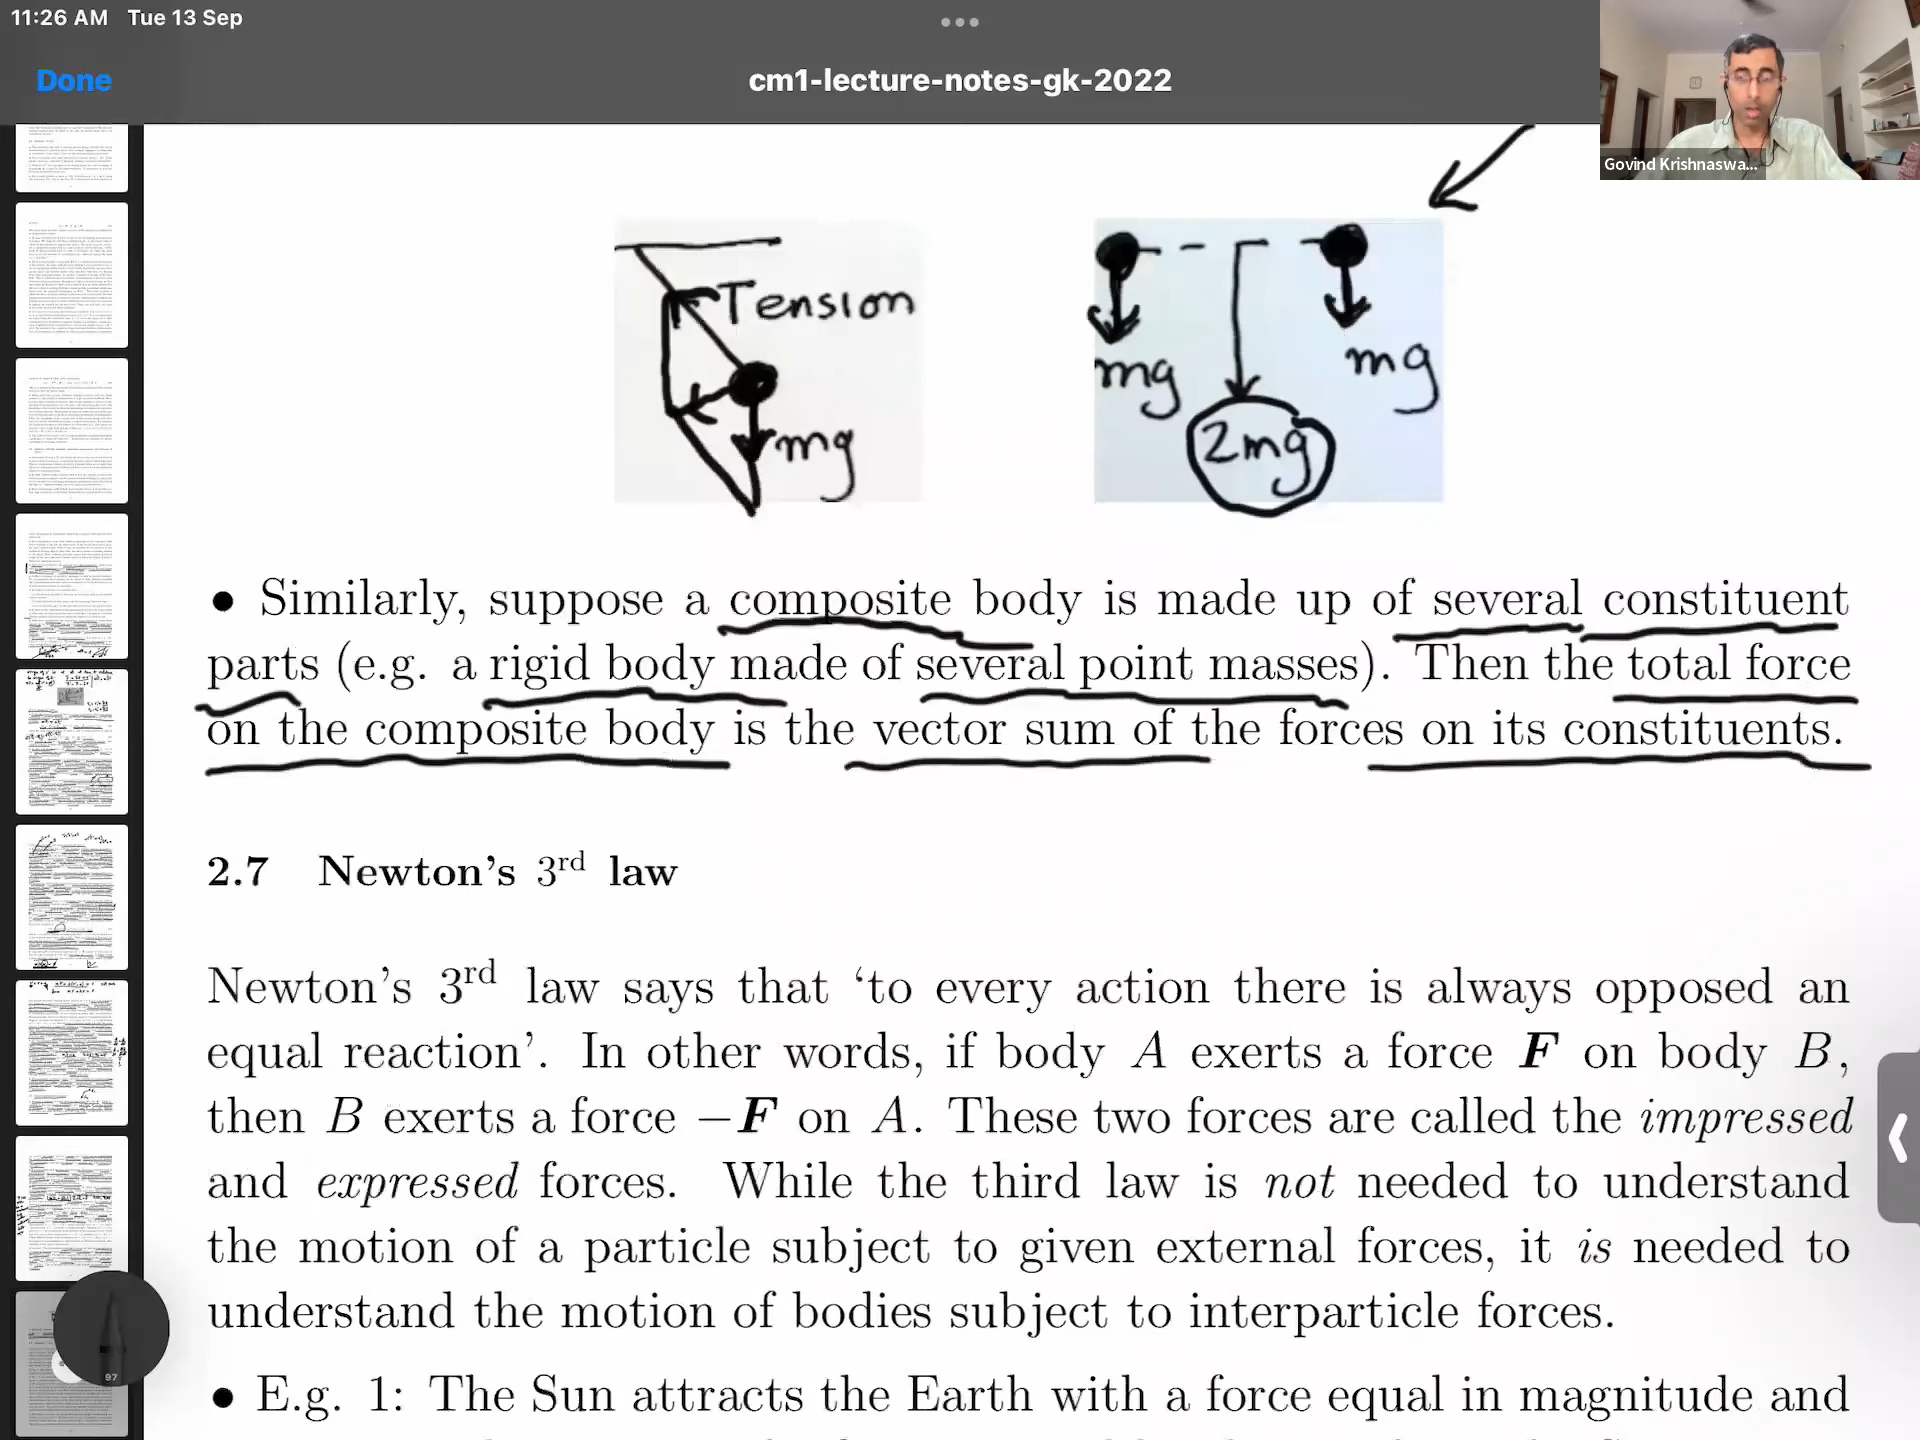 11:26 AM Tue 13 Sep
Done
cm1-lecture-notes-gk-2022
Govind Krishnaswa...
Tension
mg
mg
mg
2mg
• Similarly, suppose a composite body is made up of several constituent
parts (e.g. a rigid body made of several point masses). Then the total force
on the composite body is the vector sum of the forces on its constituents.
2.7 Newton's 3rd law
Newton's 3rd law says that ‘to every action there is always opposed an
equal reaction’. In other words, if body A exerts a force F on body B,
then B exerts a force −F on A. These two forces are called the impressed
and expressed forces. While the third law is not needed to understand
the motion of a particle subject to given external forces, it is needed to
understand the motion of bodies subject to interparticle forces.
• E.g. 1: The Sun attracts the Earth with a force equal in magnitude and
97